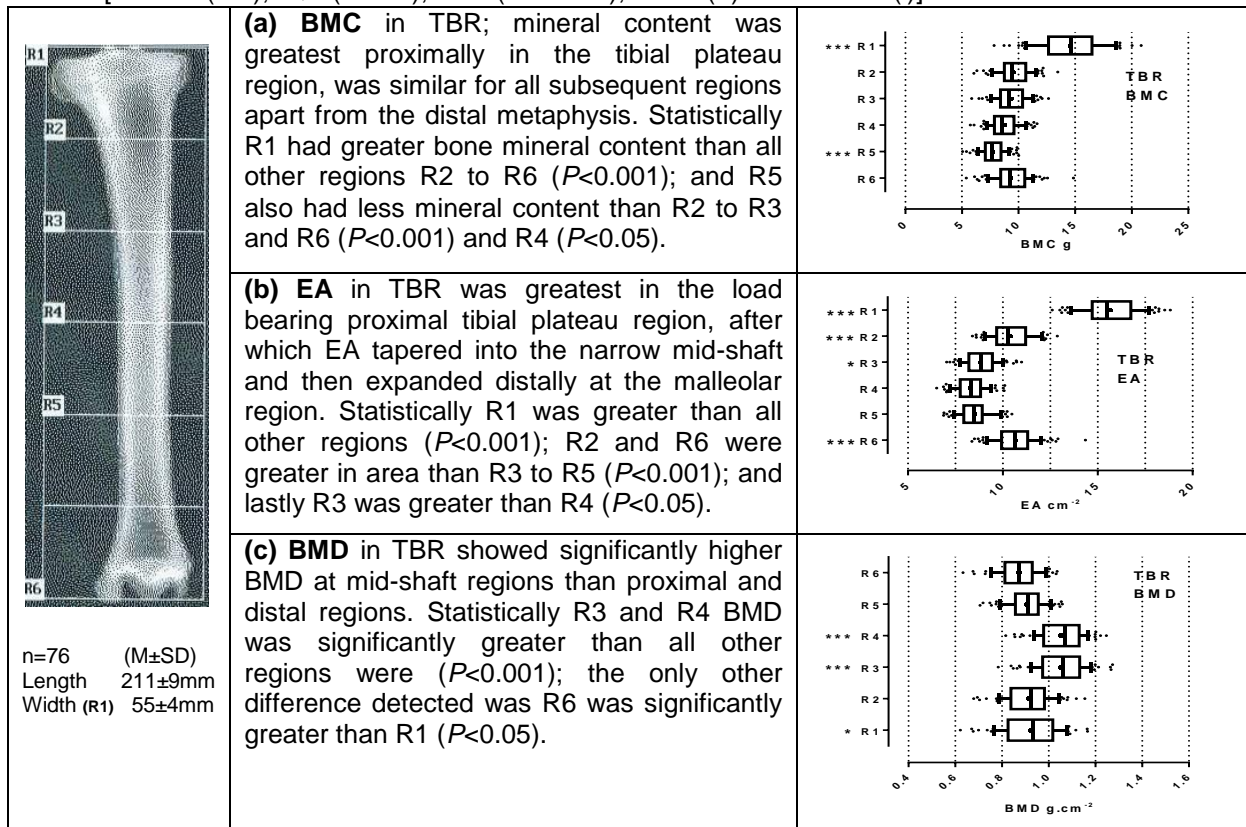 R1
R2
R3
R4
R5
R6
n=76 (M±SD)
Length 211±9mm
Width (R1) 55±4mm
(a) BMC in TBR; mineral content was
greatest proximally in the tibial plateau
region, was similar for all subsequent regions
apart from the distal metaphysis. Statistically
R1 had greater bone mineral content than all
other regions R2 to R6 (P<0.001); and R5
also had less mineral content than R2 to R3
and R6 (P<0.001) and R4 (P<0.05).
*** R1
R2
R3
R4
*** R5
R6
TBR
BMC
0 5 10 15 20 25
BMC g
(b) EA in TBR was greatest in the load
bearing proximal tibial plateau region, after
which EA tapered into the narrow mid-shaft
and then expanded distally at the malleolar
region. Statistically R1 was greater than all
other regions (P<0.001); R2 and R6 were
greater in area than R3 to R5 (P<0.001); and
lastly R3 was greater than R4 (P<0.05).
*** R1
*** R2
* R3
R4
R5
*** R6
TBR
EA
5 10 15 20
EA cm-2
(c) BMD in TBR showed significantly higher
BMD at mid-shaft regions than proximal and
distal regions. Statistically R3 and R4 BMD
was significantly greater than all other
regions were (P<0.001); the only other
difference detected was R6 was significantly
greater than R1 (P<0.05).
R6
R5
*** R4
*** R3
R2
* R1
TBR
BMD
0.4 0.6 0.8 1.0 1.2 1.4 1.6
BMD g.cm-2